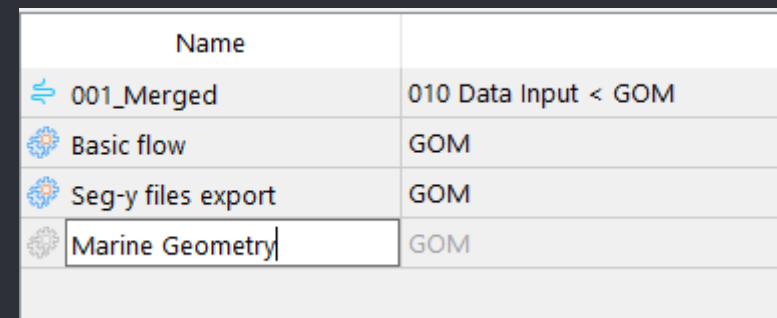 Name
001_Merged 010 Data Input < GOM
Basic flow GOM
Seg-y files export GOM
Marine Geometry GOM